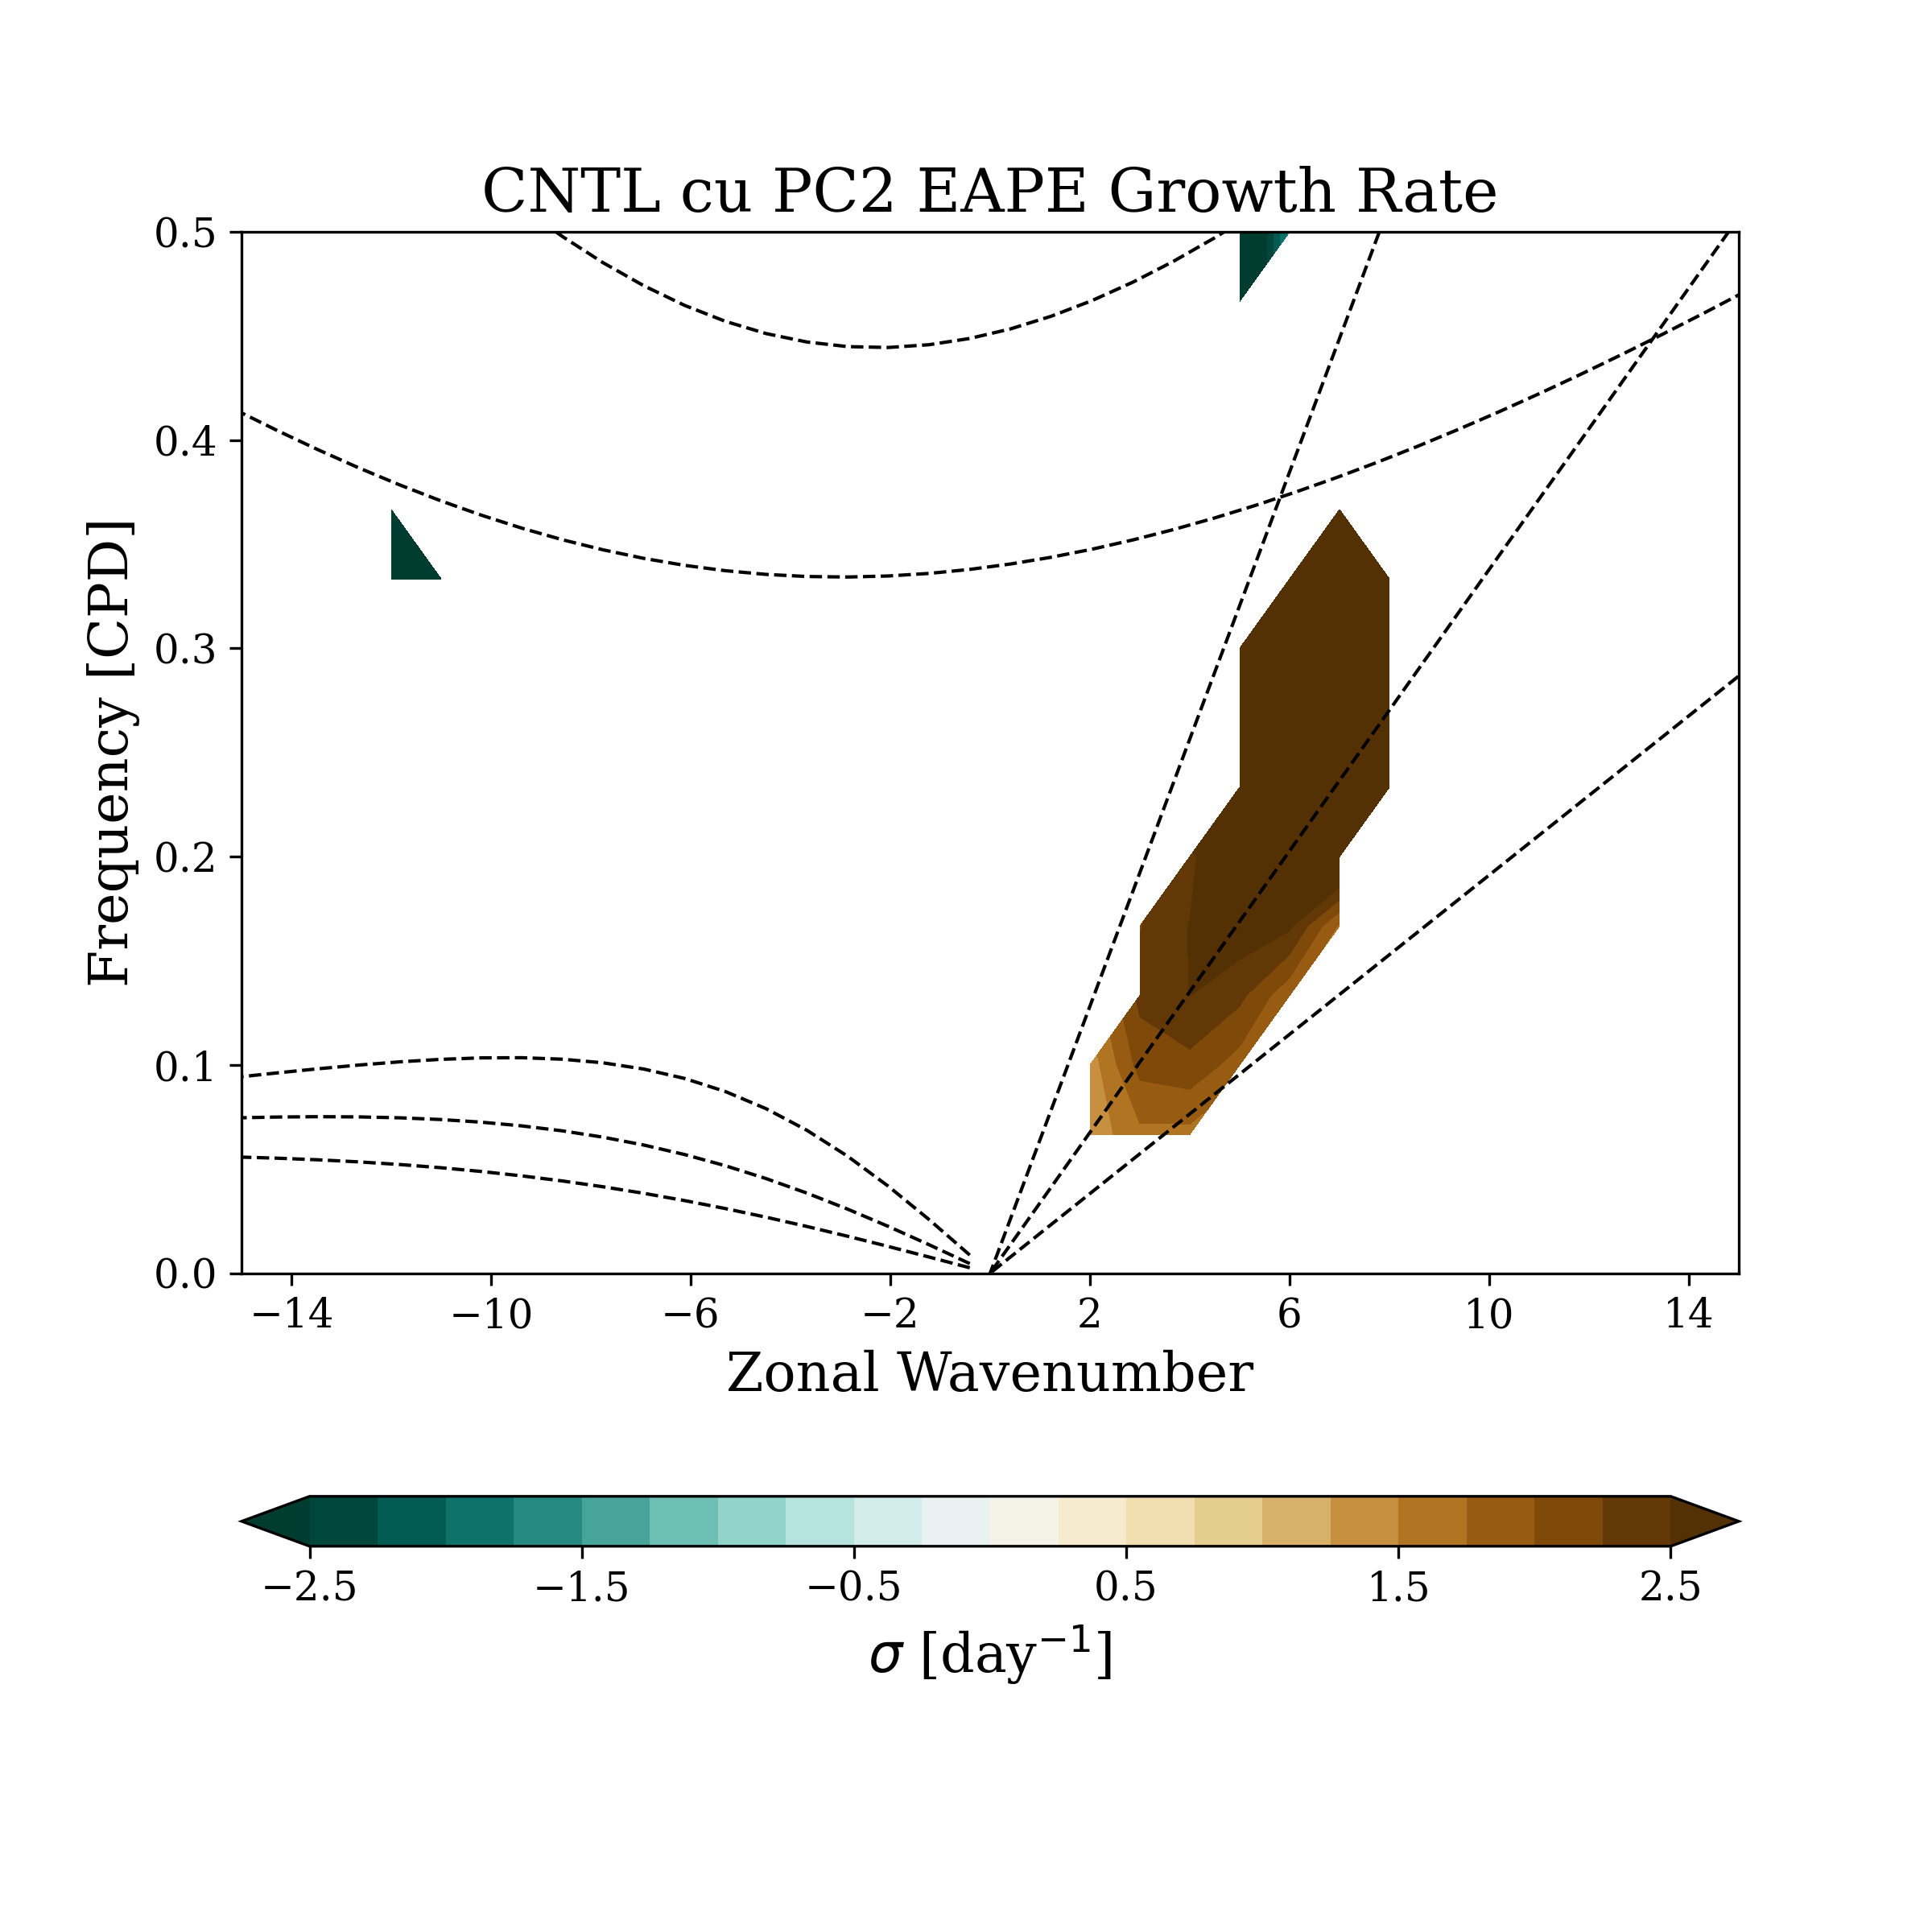 CNTL cu PC2 EAPE Growth Rate
0.5
0.4
0.3
0.2
0.1
0.0
Frequency [CPD]
−14 −10 −6 −2 2 6 10 14
Zonal Wavenumber
−2.5 −1.5 −0.5 0.5 1.5 2.5
σ [day⁻¹]